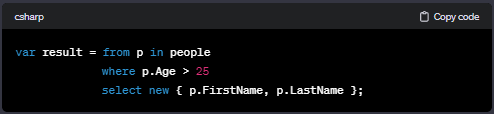 csharp
Copy code
var result = from p in people
where p.Age > 25
select new { p.FirstName, p.LastName };